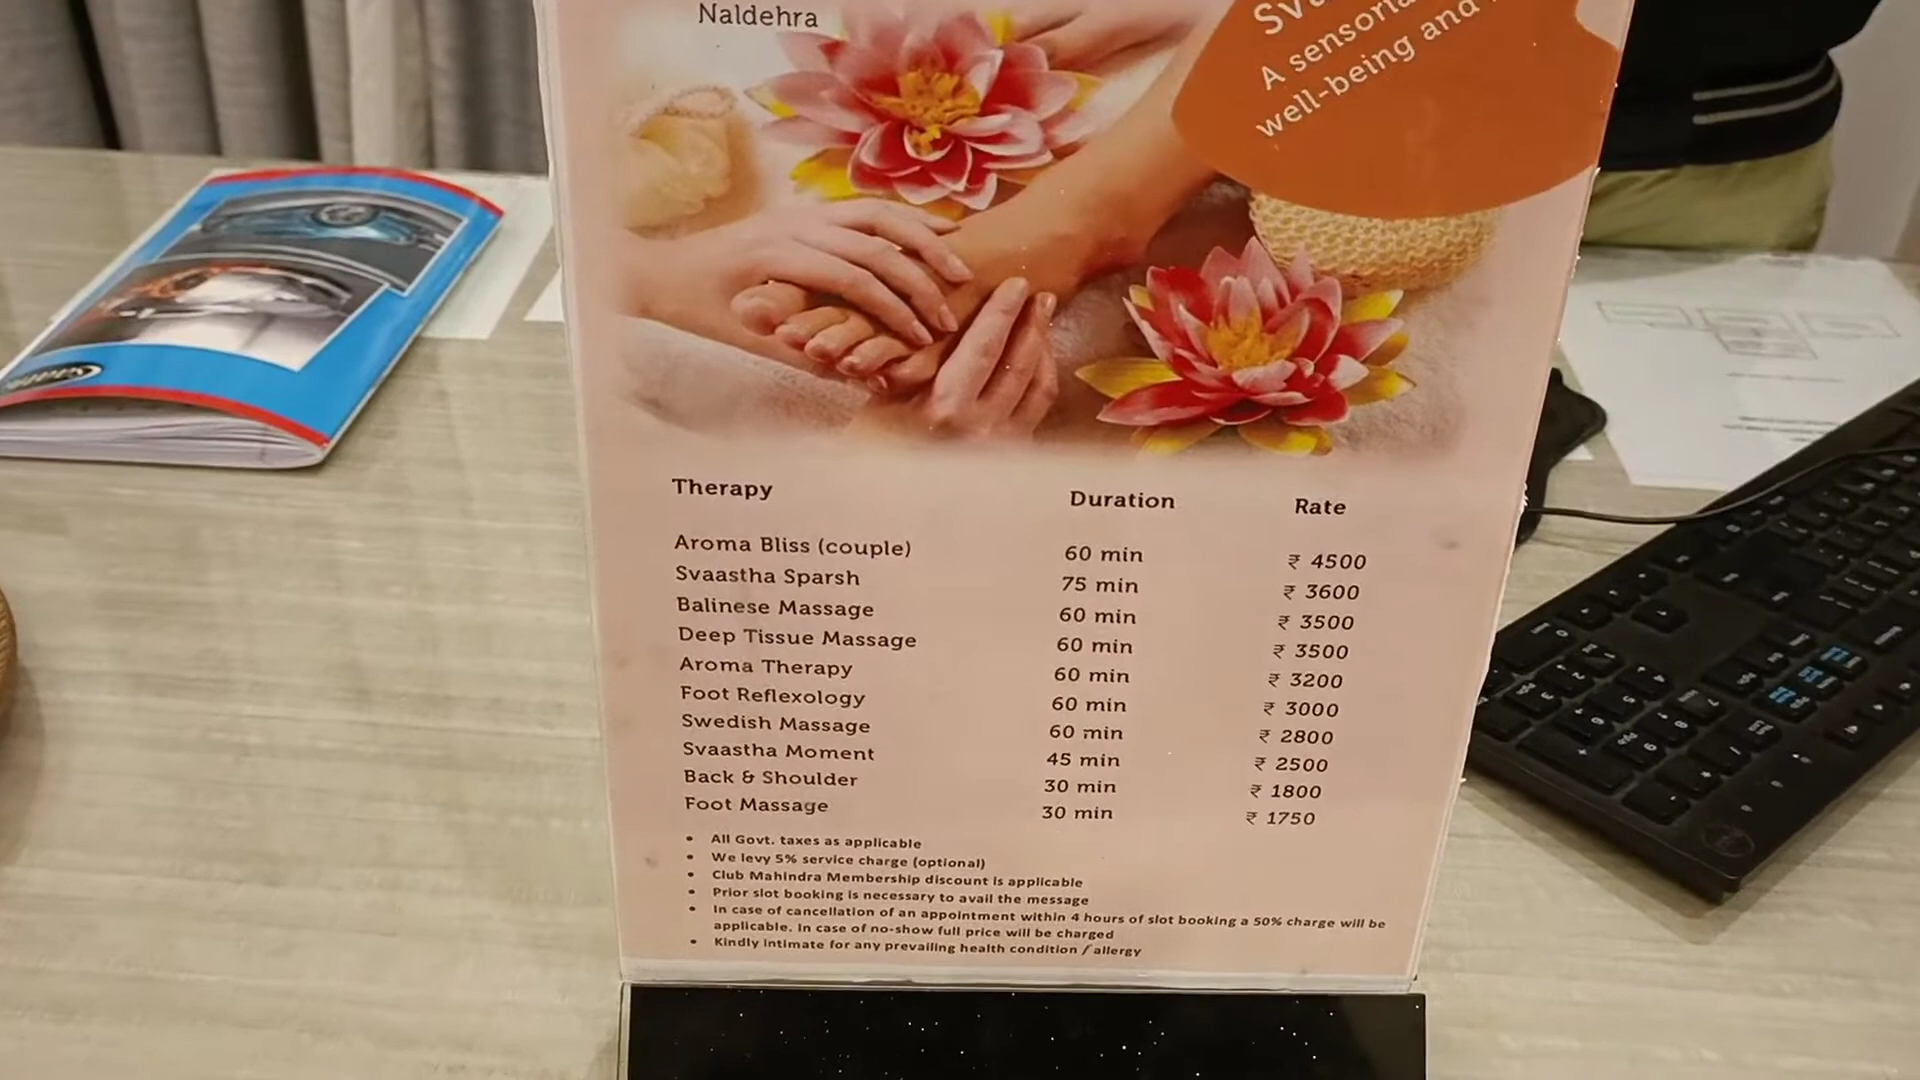 Naldehra
A sensoria
well-being and
Therapy Duration Rate
Aroma Bliss (couple) 60 min ₹ 4500
Svaastha Sparsh 75 min ₹ 3600
Balinese Massage 60 min ₹ 3500
Deep Tissue Massage 60 min ₹ 3500
Aroma Therapy 60 min ₹ 3200
Foot Reflexology 60 min ₹ 3000
Swedish Massage 60 min ₹ 2800
Svaastha Moment 45 min ₹ 2500
Back & Shoulder 30 min ₹ 1800
Foot Massage 30 min ₹ 1750
• All Govt. taxes as applicable
• We levy 5% service charge (optional)
• Club Mahindra Membership discount is applicable
• Prior slot booking is necessary to avail the message
• In case of cancellation of an appointment within 4 hours of slot booking a 50% charge will be
applicable. In case of no-show full price will be charged
• Kindly intimate for any prevailing health condition / allergy